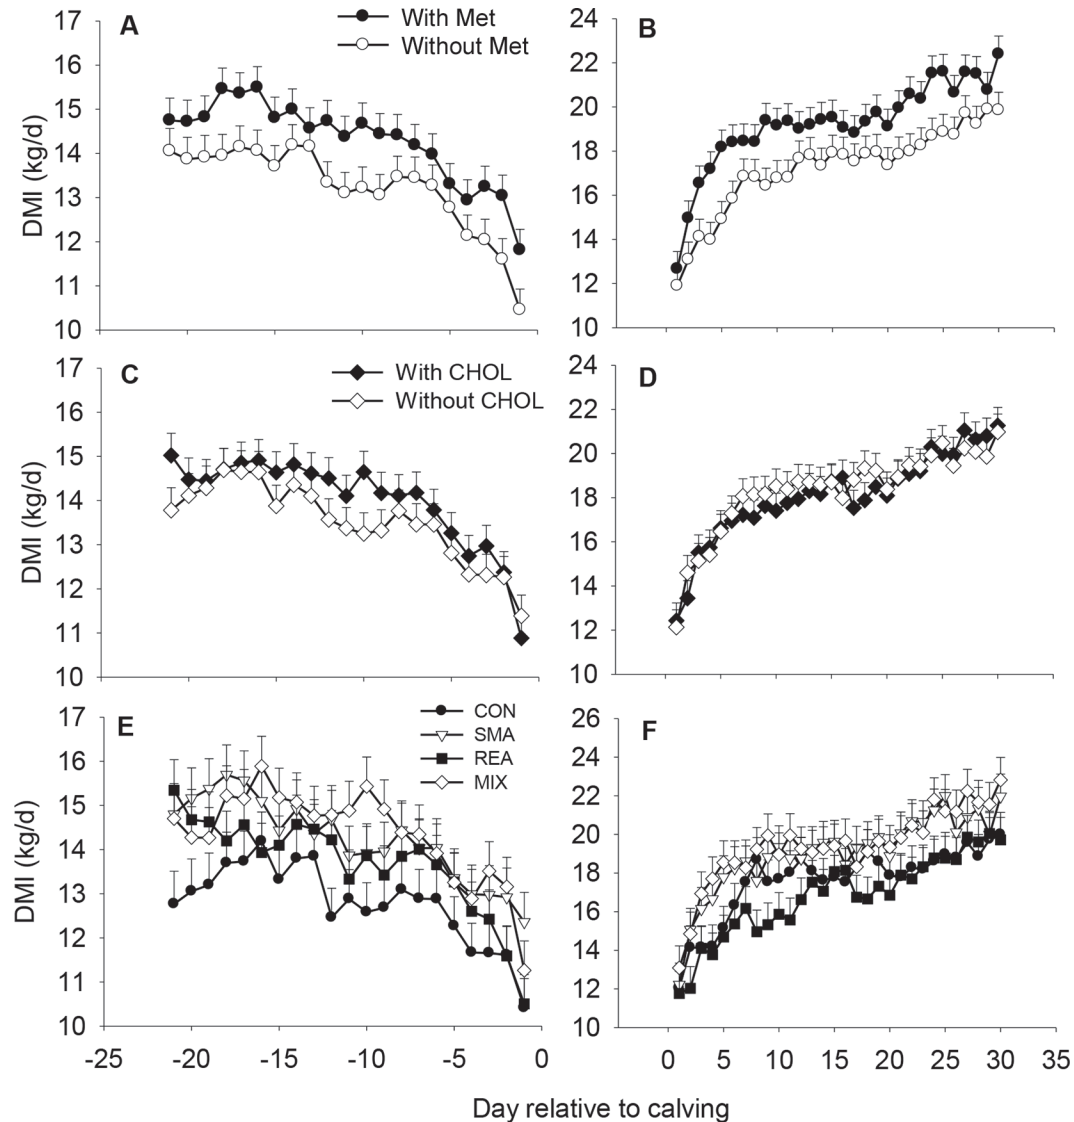 A
With Met
Without Met
B
DMI (kg/d)
17
16
15
14
13
12
11
10
24
22
20
18
16
14
12
10
C
With CHOL
Without CHOL
D
DMI (kg/d)
17
16
15
14
13
12
11
10
24
22
20
18
16
14
12
10
E
CON
SMA
REA
MIX
F
DMI (kg/d)
17
16
15
14
13
12
11
10
26
24
22
20
18
16
14
12
10
-25 -20 -15 -10 -5 0
0 5 10 15 20 25 30 35
Day relative to calving